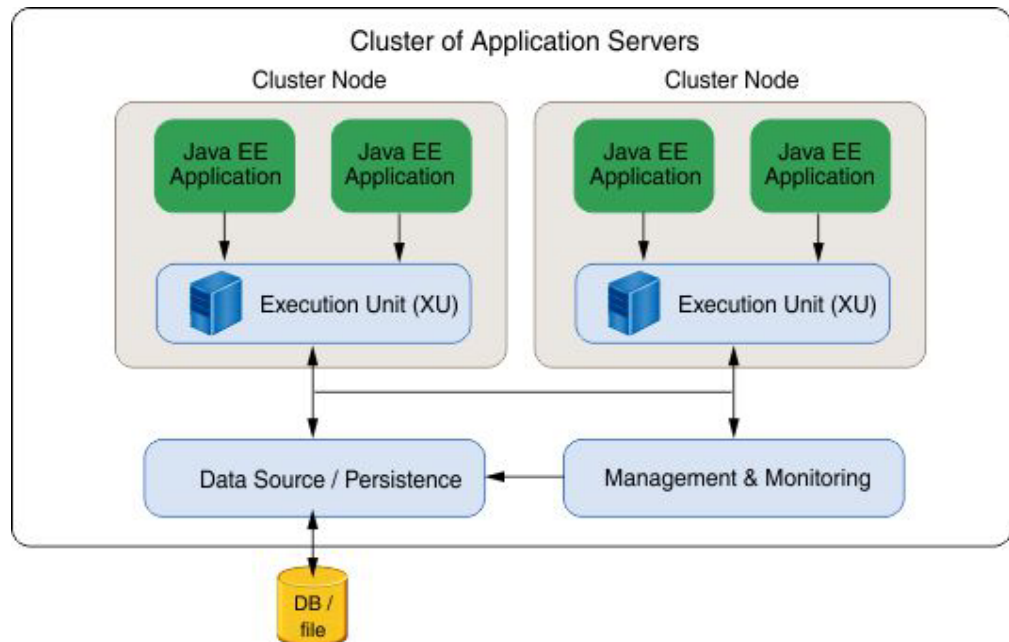 Cluster of Application Servers
Cluster Node
Cluster Node
Java EE
Application
Java EE
Application
Java EE
Application
Java EE
Application
Execution Unit (XU)
Execution Unit (XU)
Data Source / Persistence
Management & Monitoring
DB /
file